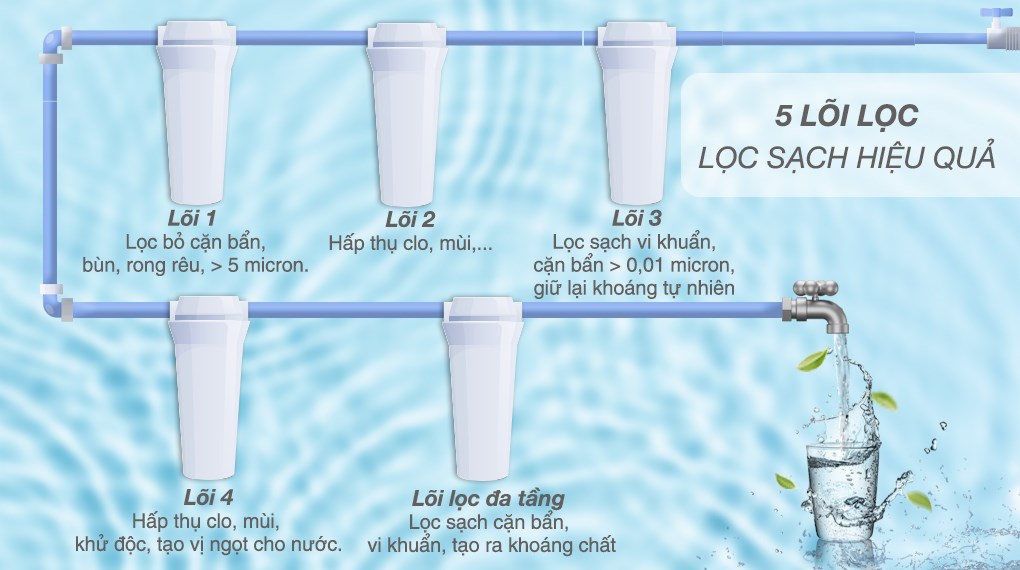 5 LÕI LỌC
LỌC SẠCH HIỆU QUẢ
Lõi 1
Lọc bỏ cặn bẩn,
bùn, rong rêu, > 5 micron.
Lõi 2
Hấp thụ clo, mùi,...
Lõi 3
Lọc sạch vi khuẩn,
cặn bẩn > 0,01 micron,
giữ lại khoáng tự nhiên
Lõi 4
Hấp thụ clo, mùi,
khử độc, tạo vị ngọt cho nước.
Lõi lọc đa tầng
Lọc sạch cặn bẩn,
vi khuẩn, tạo ra khoáng chất